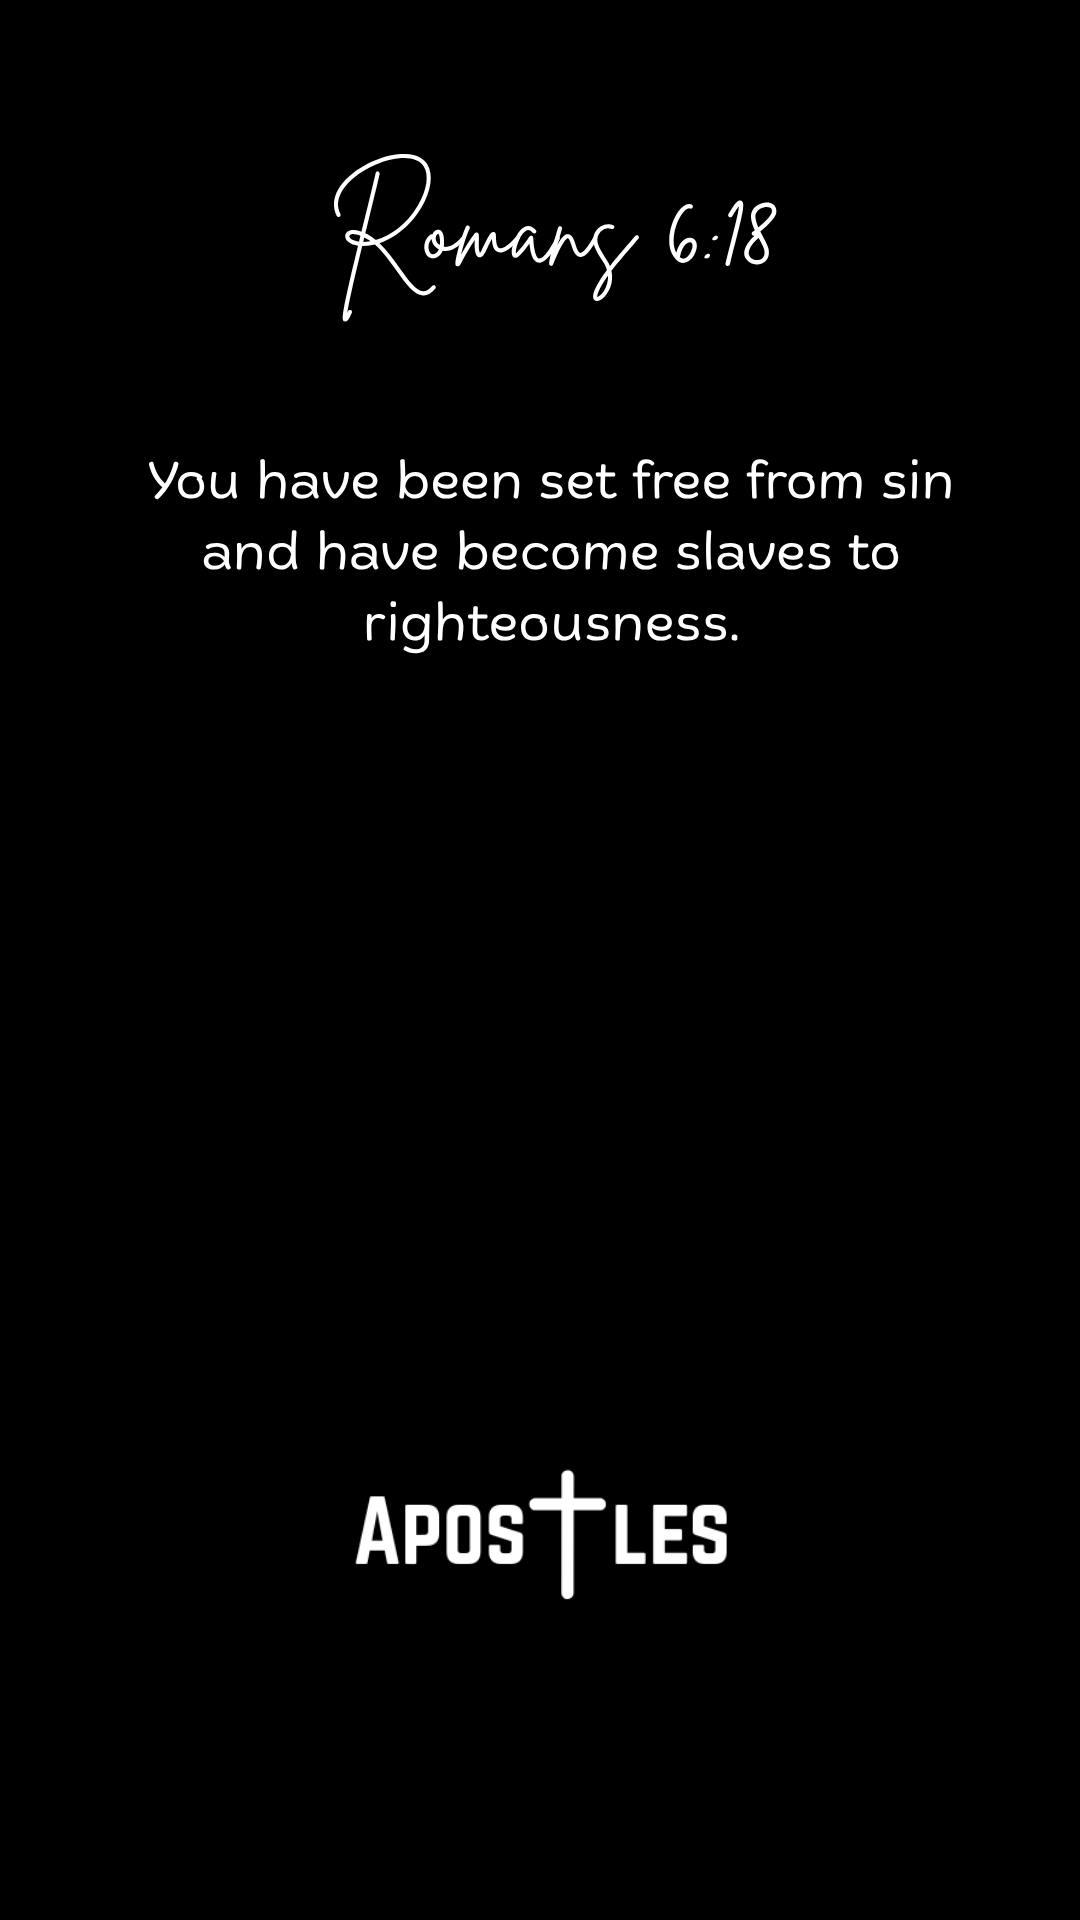 Romans 6:18
You have been set free from sin
and have become slaves to
righteousness.
APOSTLES